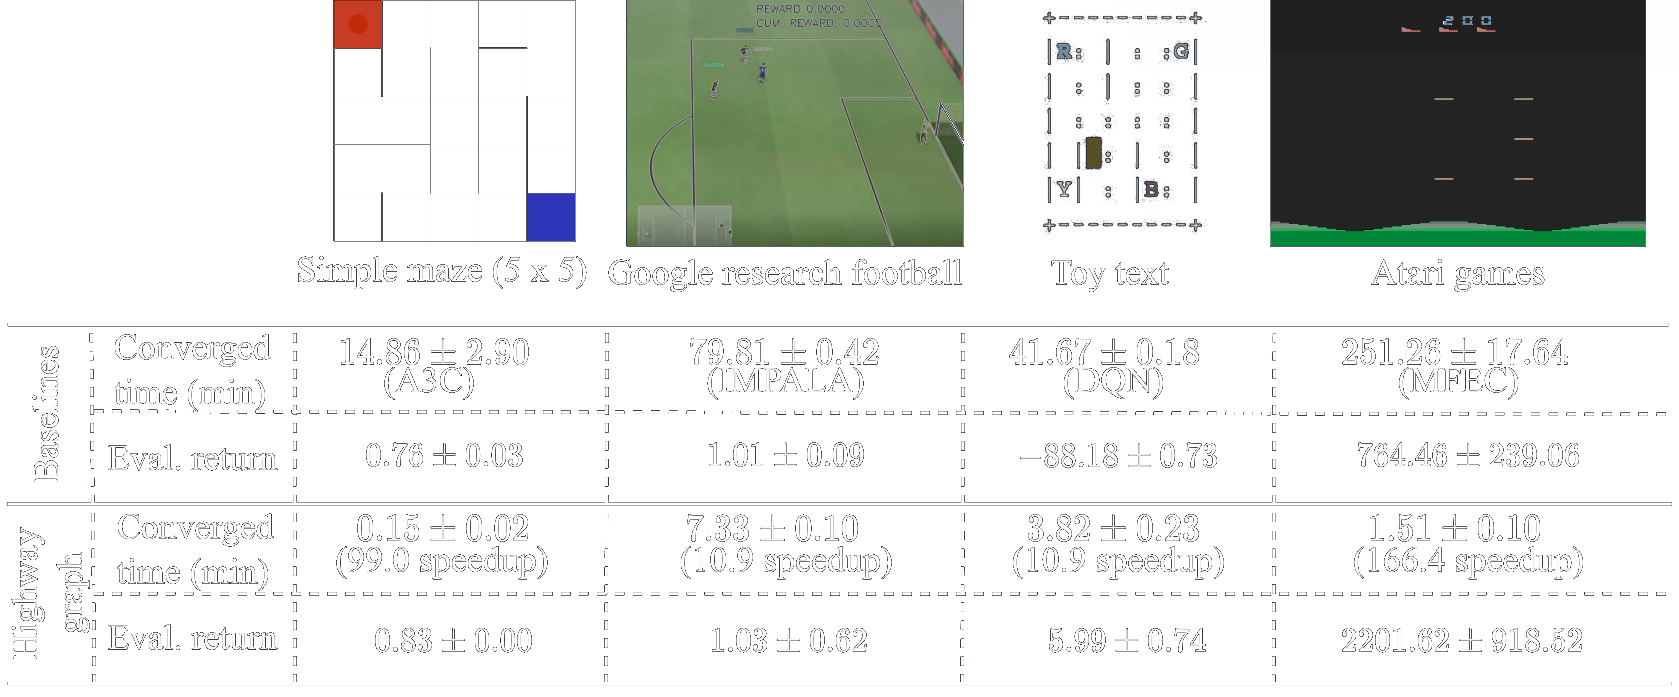 REWARD 0.0000
CUM. REWARD: 0.0005
200
R: | : :G
Y : B:
Simple maze (5 x 5) Google research football Toy text Atari games
Baselines
Converged time (min)
14.86 ± 2.90 (A3C)
79.81 ± 0.42 (IMPALA)
41.67 ± 0.18 (DQN)
251.26 ± 17.64 (MFEC)
Eval. return 0.76 ± 0.03 1.01 ± 0.09 −88.18 ± 0.73 764.46 ± 239.06
Highway graph
Converged time (min)
0.15 ± 0.02 (99.0 speedup)
7.33 ± 0.10 (10.9 speedup)
3.82 ± 0.23 (10.9 speedup)
1.51 ± 0.10 (166.4 speedup)
Eval. return 0.83 ± 0.00 1.03 ± 0.62 5.99 ± 0.74 2201.62 ± 918.52